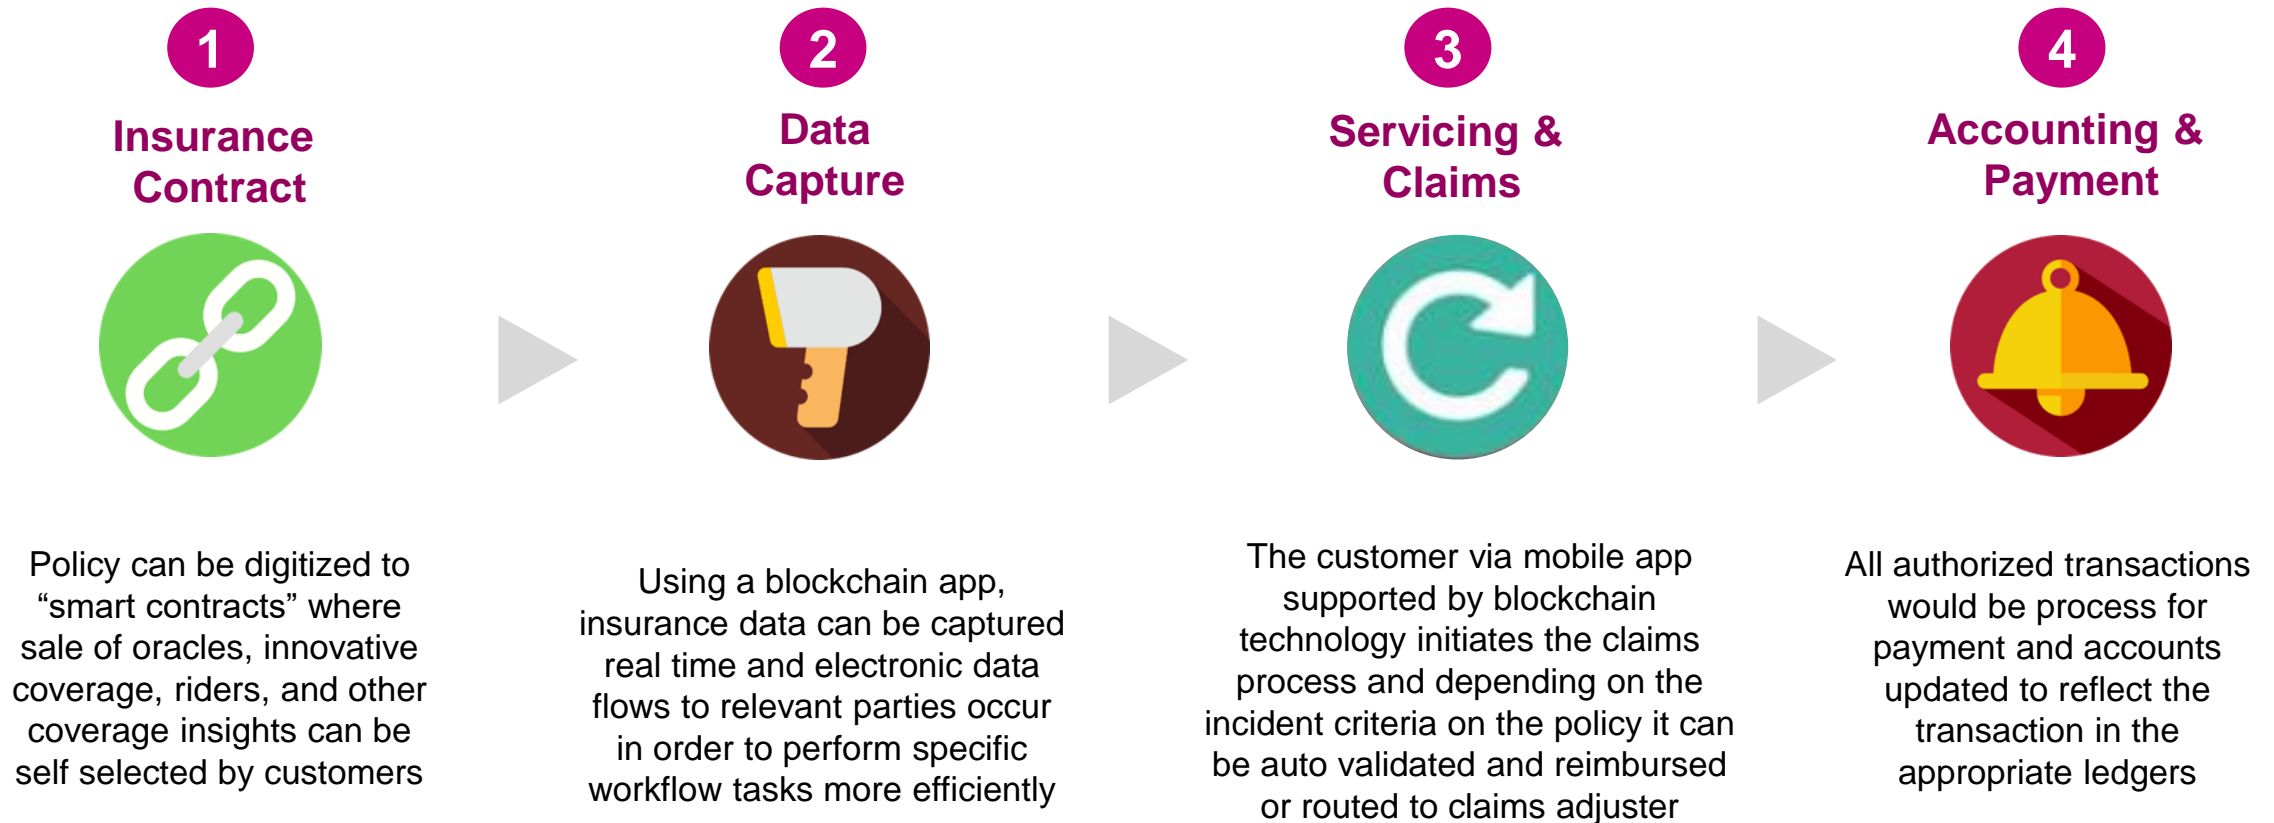 1
Insurance
Contract
Policy can be digitized to
“smart contracts” where
sale of oracles, innovative
coverage, riders, and other
coverage insights can be
self selected by customers
2
Data
Capture
Using a blockchain app,
insurance data can be captured
real time and electronic data
flows to relevant parties occur
in order to perform specific
workflow tasks more efficiently
3
Servicing &
Claims
The customer via mobile app
supported by blockchain
technology initiates the claims
process and depending on the
incident criteria on the policy it can
be auto validated and reimbursed
or routed to claims adjuster
4
Accounting &
Payment
All authorized transactions
would be process for
payment and accounts
updated to reflect the
transaction in the
appropriate ledgers